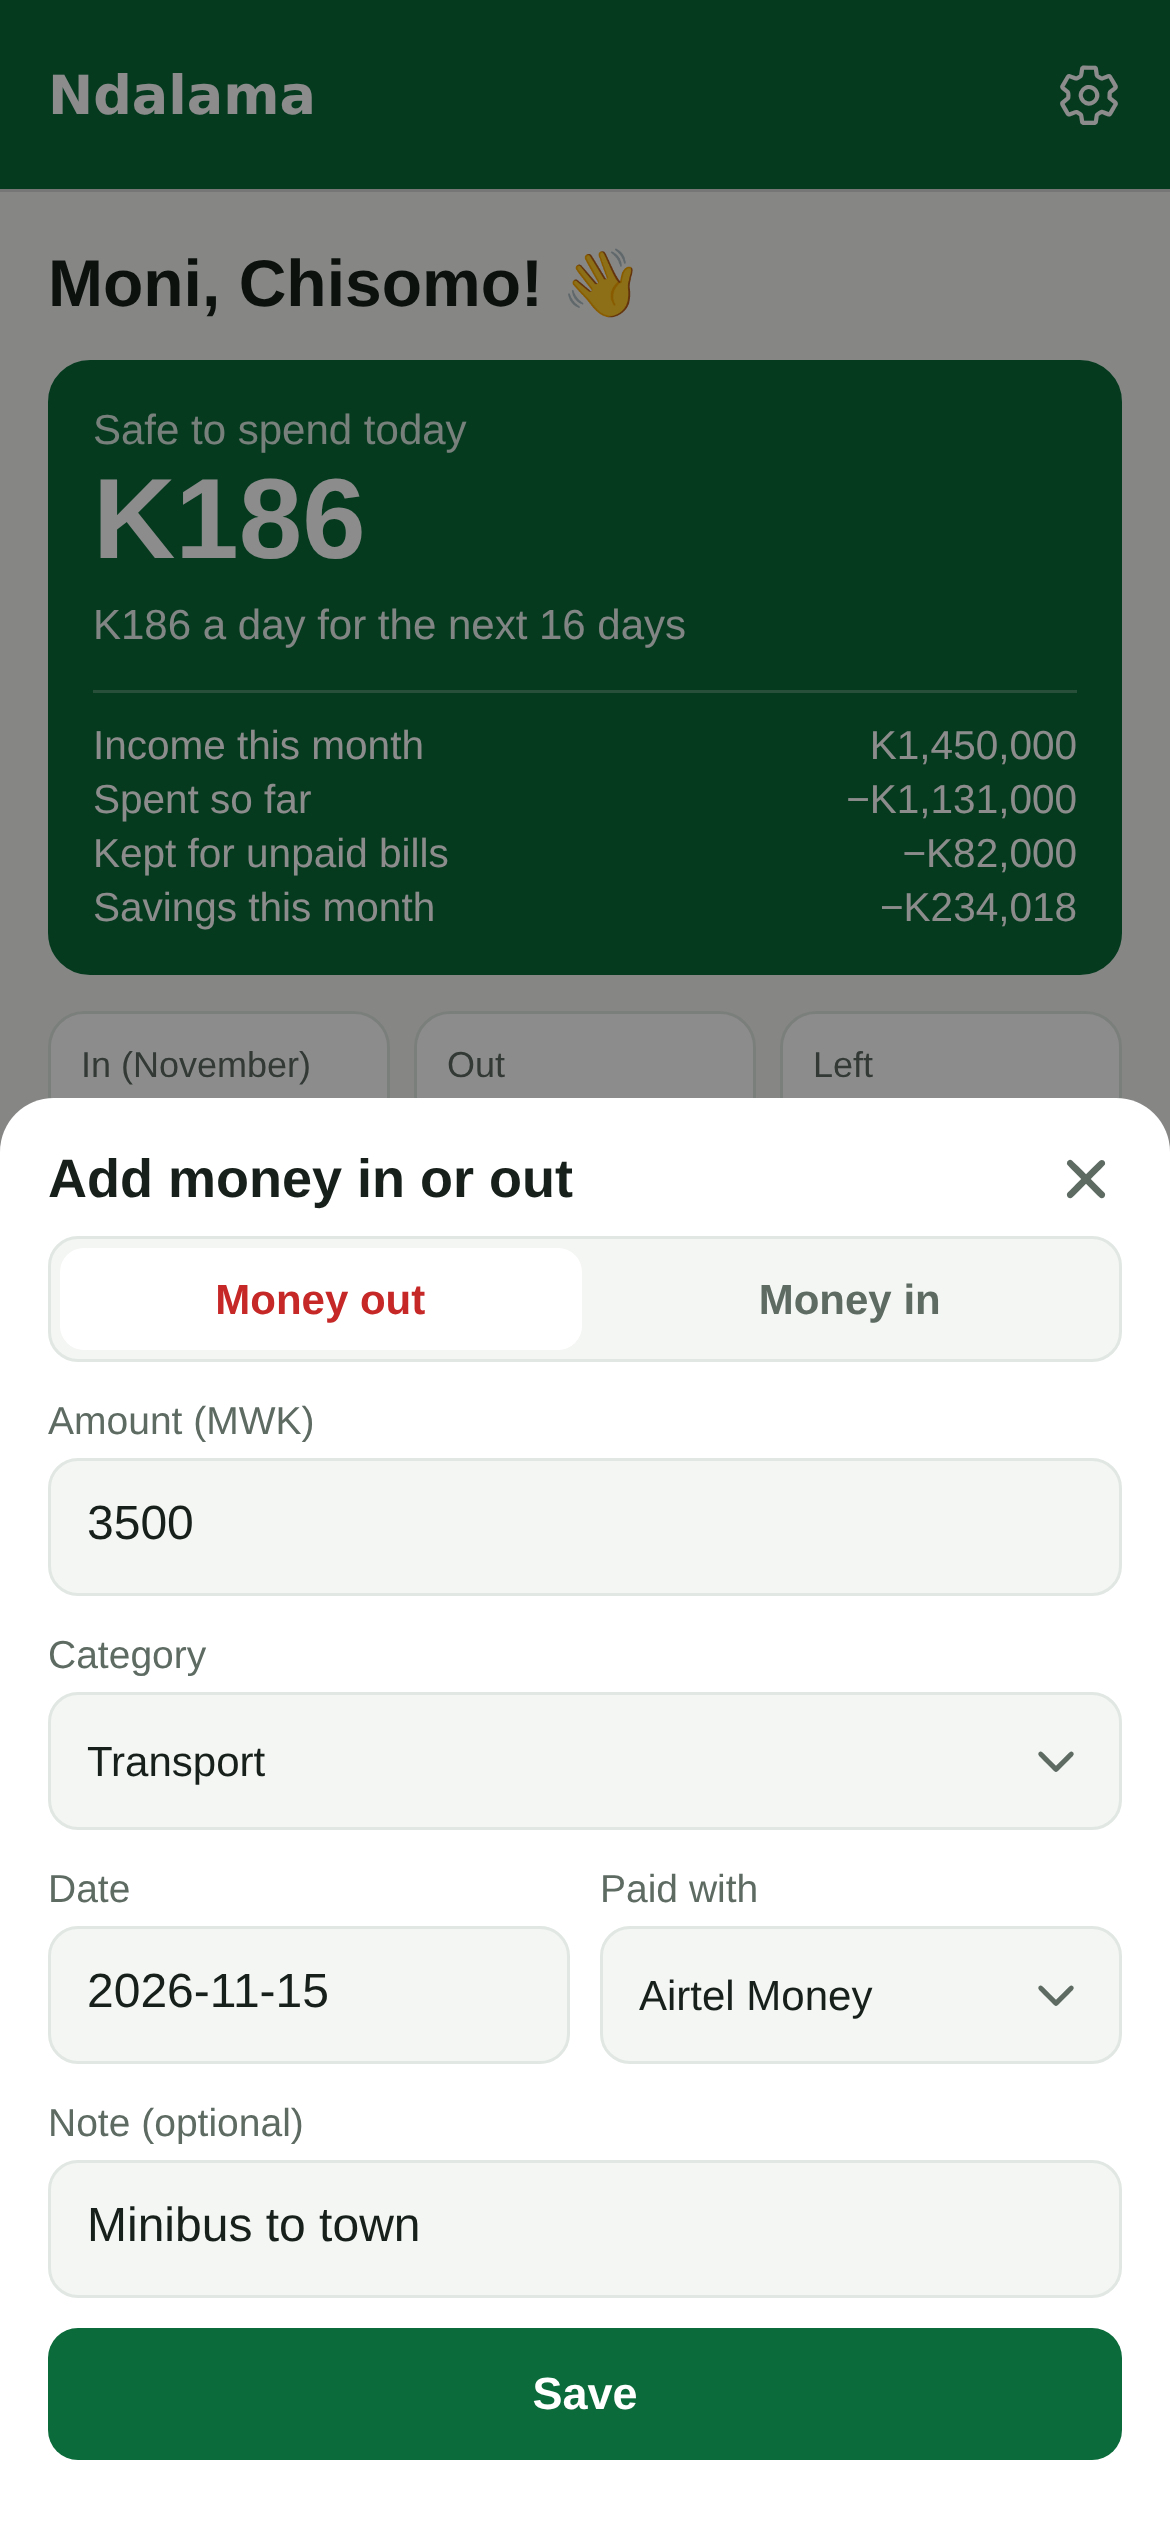 Ndalama
Moni, Chisomo! 👋
Safe to spend today
K186
K186 a day for the next 16 days
Income this month K1,450,000
Spent so far −K1,131,000
Kept for unpaid bills −K82,000
Savings this month −K234,018
In (November) Out Left
Add money in or out
Money out Money in
Amount (MWK)
3500
Category
Transport
Date Paid with
2026-11-15 Airtel Money
Note (optional)
Minibus to town
Save